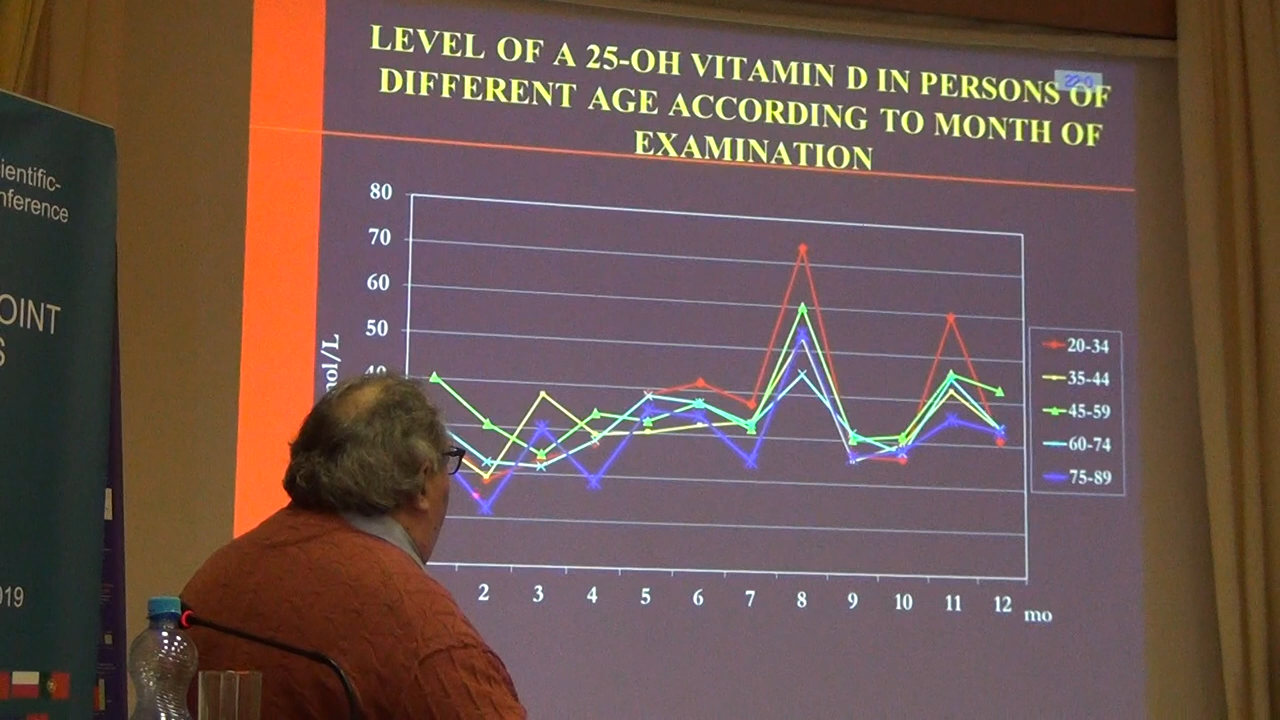 ientific-
nference
OINT
S
019
LEVEL OF A 25-OH VITAMIN D IN PERSONS OF
DIFFERENT AGE ACCORDING TO MONTH OF
EXAMINATION
80
70
60
50
40
nol/L
2 3 4 5 6 7 8 9 10 11 12 mo
20-34
35-44
45-59
60-74
75-89